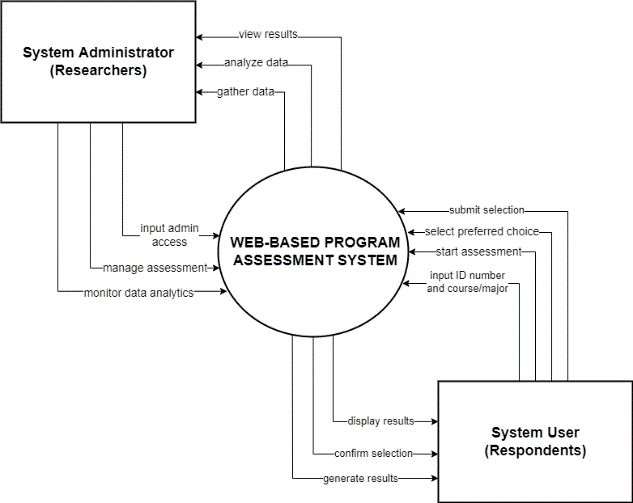 System Administrator
(Researchers)
view results
analyze data
gather data
input admin
access
manage assessment
monitor data analytics
WEB-BASED PROGRAM
ASSESSMENT SYSTEM
submit selection
select preferred choice
start assessment
input ID number
and course/major
display results
confirm selection
generate results
System User
(Respondents)